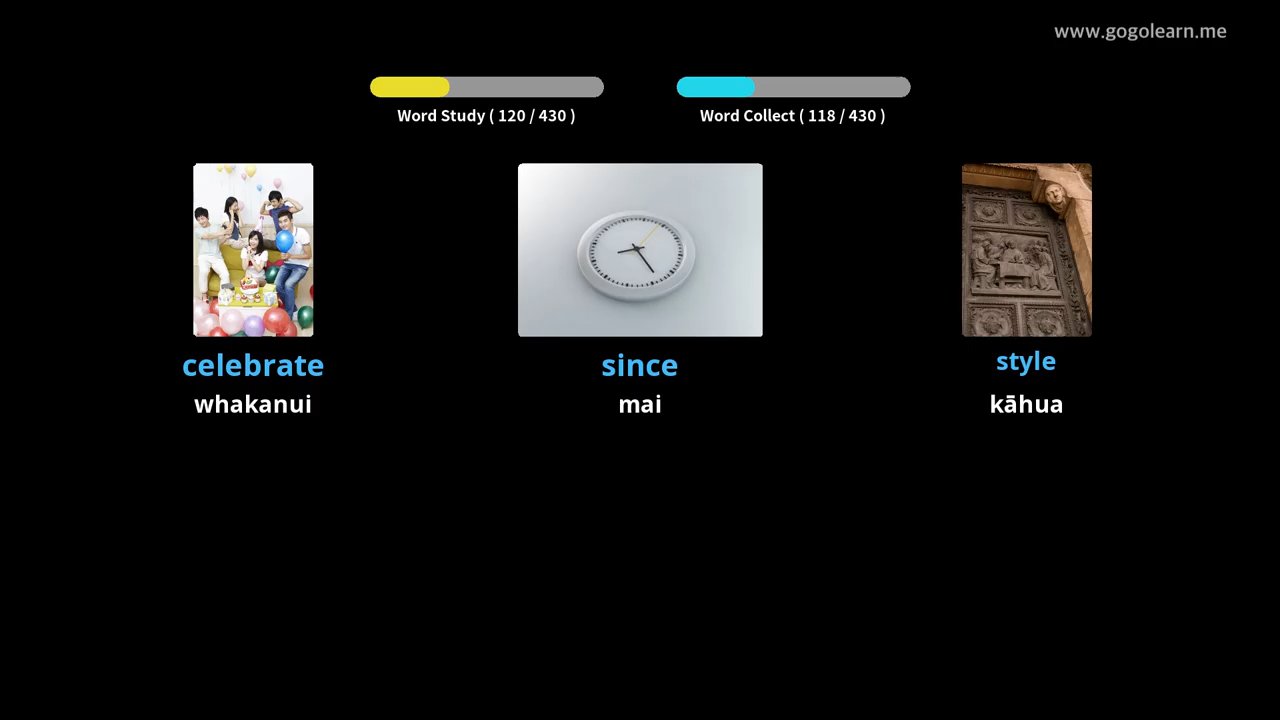 www.gogolearn.me
Word Study ( 120 / 430 )
Word Collect ( 118 / 430 )
celebrate
whakanui
since
mai
style
kāhua